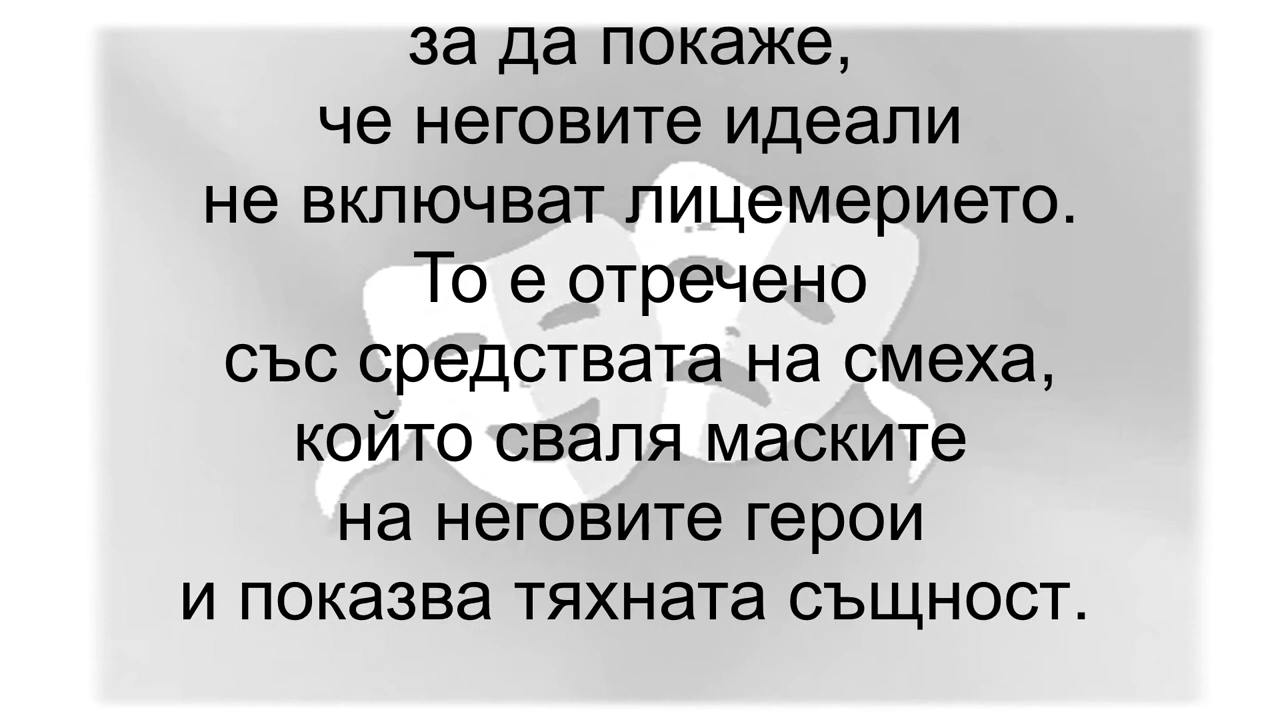 за да покаже,
че неговите идеали
не включват лицемерието.
То е отречено
със средствата на смеха,
който сваля маските
на неговите герои
и показва тяхната същност.